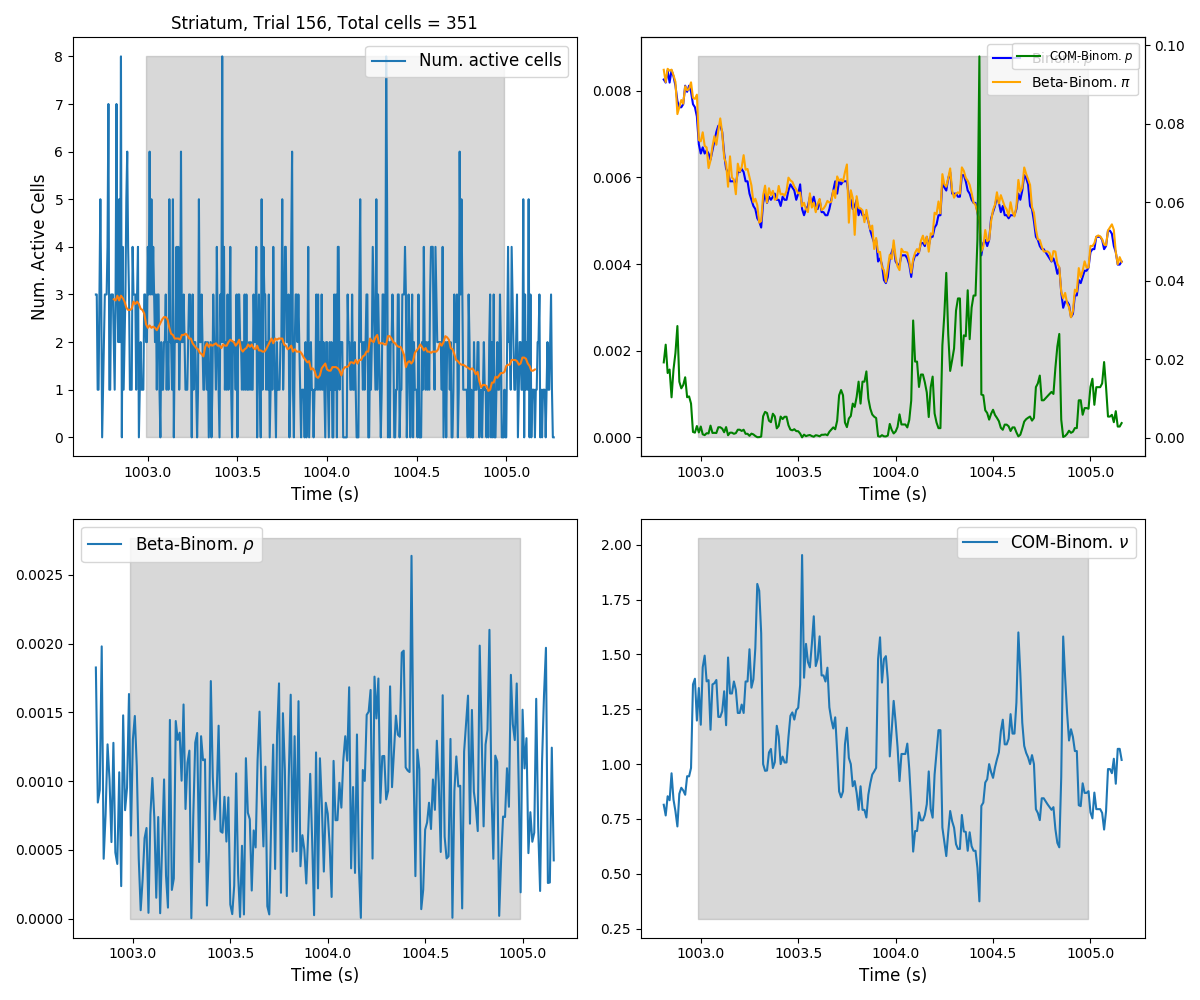 Striatum, Trial 156, Total cells = 351
Num. active cells
Num. Active Cells
8
7
6
5
4
3
2
1
0
1003.0 1003.5 1004.0 1004.5 1005.0
Time (s)
COM-Binom. p
Binom. p
Beta-Binom. π
0.008
0.006
0.004
0.002
0.000
0.10
0.08
0.06
0.04
0.02
0.00
1003.0 1003.5 1004.0 1004.5 1005.0
Time (s)
Beta-Binom. ρ
0.0025
0.0020
0.0015
0.0010
0.0005
0.0000
1003.0 1003.5 1004.0 1004.5 1005.0
Time (s)
COM-Binom. ν
2.00
1.75
1.50
1.25
1.00
0.75
0.50
0.25
1003.0 1003.5 1004.0 1004.5 1005.0
Time (s)